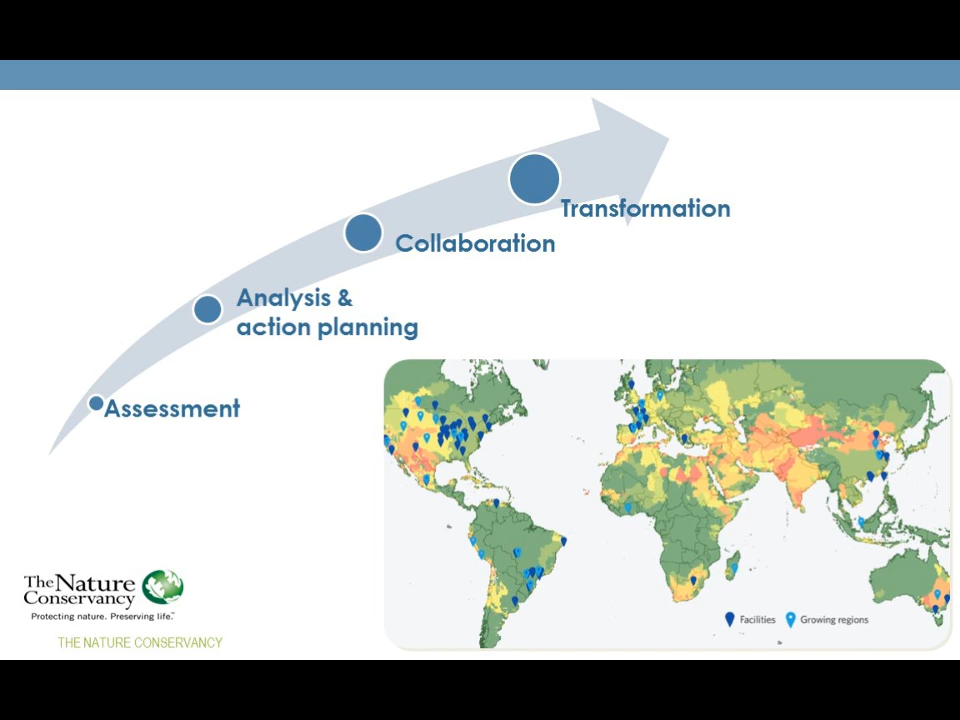 Transformation
Collaboration
Analysis &
action planning
Assessment
Facilities
Growing regions
The Nature
Conservancy
Protecting nature. Preserving life.™
THE NATURE CONSERVANCY